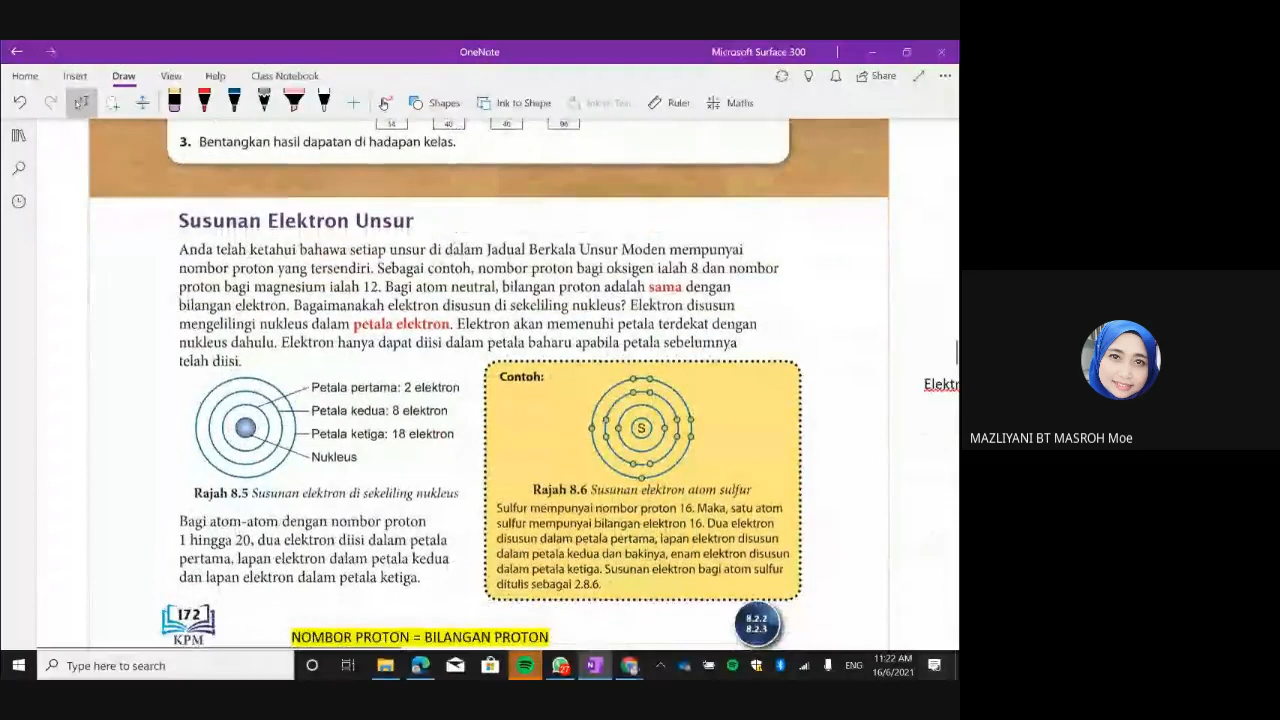 OneNote
Microsoft Surface 300
Home Insert Draw View Help Class Notebook
Share
Shapes Ink to Shape Ink to Text Ruler Maths
14 40 40 96
3. Bentangkan hasil dapatan di hadapan kelas.
Susunan Elektron Unsur
Anda telah ketahui bahawa setiap unsur di dalam Jadual Berkala Unsur Moden mempunyai
nombor proton yang tersendiri. Sebagai contoh, nombor proton bagi oksigen ialah 8 dan nombor
proton bagi magnesium ialah 12. Bagi atom neutral, bilangan proton adalah sama dengan
bilangan elektron. Bagaimanakah elektron disusun di sekeliling nukleus? Elektron disusun
mengelilingi nukleus dalam petala elektron. Elektron akan memenuhi petala terdekat dengan
nukleus dahulu. Elektron hanya dapat diisi dalam petala baharu apabila petala sebelumnya
telah diisi.
Petala pertama: 2 elektron
Petala kedua: 8 elektron
Petala ketiga: 18 elektron
Nukleus
Rajah 8.5 Susunan elektron di sekeliling nukleus
Bagi atom-atom dengan nombor proton
1 hingga 20, dua elektron diisi dalam petala
pertama, lapan elektron dalam petala kedua
dan lapan elektron dalam petala ketiga.
Contoh:
S
Rajah 8.6 Susunan elektron atom sulfur
Sulfur mempunyai nombor proton 16. Maka, satu atom
sulfur mempunyai bilangan elektron 16. Dua elektron
disusun dalam petala pertama, lapan elektron disusun
dalam petala kedua dan bakinya, enam elektron disusun
dalam petala ketiga. Susunan elektron bagi atom sulfur
ditulis sebagai 2.8.6.
Elektr
172
KPM
8.2.2
8.2.3
NOMBOR PROTON = BILANGAN PROTON
MAZLIYANI BT MASROH Moe
Type here to search
27
ENG
11:22 AM
16/6/2021